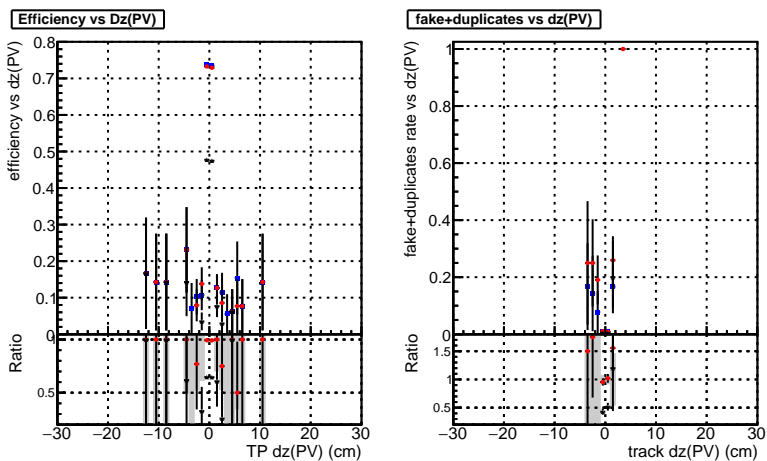 Efficiency vs Dz(PV)
efficiency vs dz(PV)
0.8
0.7
0.6
0.5
0.4
0.3
0.2
0.1
0
Ratio
1
0.5
−30 −20 −10 0 10 20 30
TP dz(PV) (cm)
fake+duplicates vs dz(PV)
fake+duplicates rate vs dz(PV)
1
0.8
0.6
0.4
0.2
0
Ratio
1.5
1
0.5
−30 −20 −10 0 10 20 30
track dz(PV) (cm)